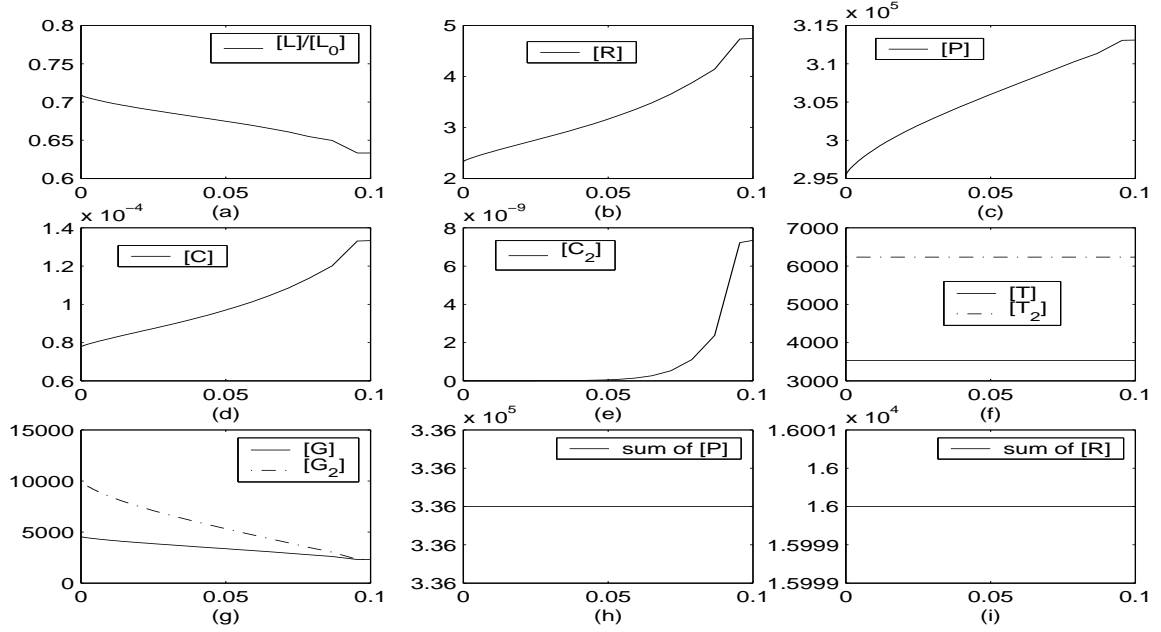 0.8
0.75
0.7
0.65
0.6
0
0.05
0.1
[L]/[L0]
(a)
5
4
3
2
0
0.05
0.1
[R]
(b)
x 10^5
3.15
3.1
3.05
3
2.95
0
0.05
0.1
[P]
(c)
x 10^−4
1.4
1.2
1
0.8
0.6
0
0.05
0.1
[C]
(d)
x 10^−9
8
6
4
2
0
0
0.05
0.1
[C2]
(e)
7000
6000
5000
4000
3000
0
0.05
0.1
[T]
[T2]
(f)
15000
10000
5000
0
0
0.05
0.1
[G]
[G2]
(g)
x 10^5
3.36
3.36
3.36
3.36
3.36
0
0.05
0.1
sum of [P]
(h)
x 10^4
1.6001
1.6
1.6
1.5999
1.5999
0
0.05
0.1
sum of [R]
(i)